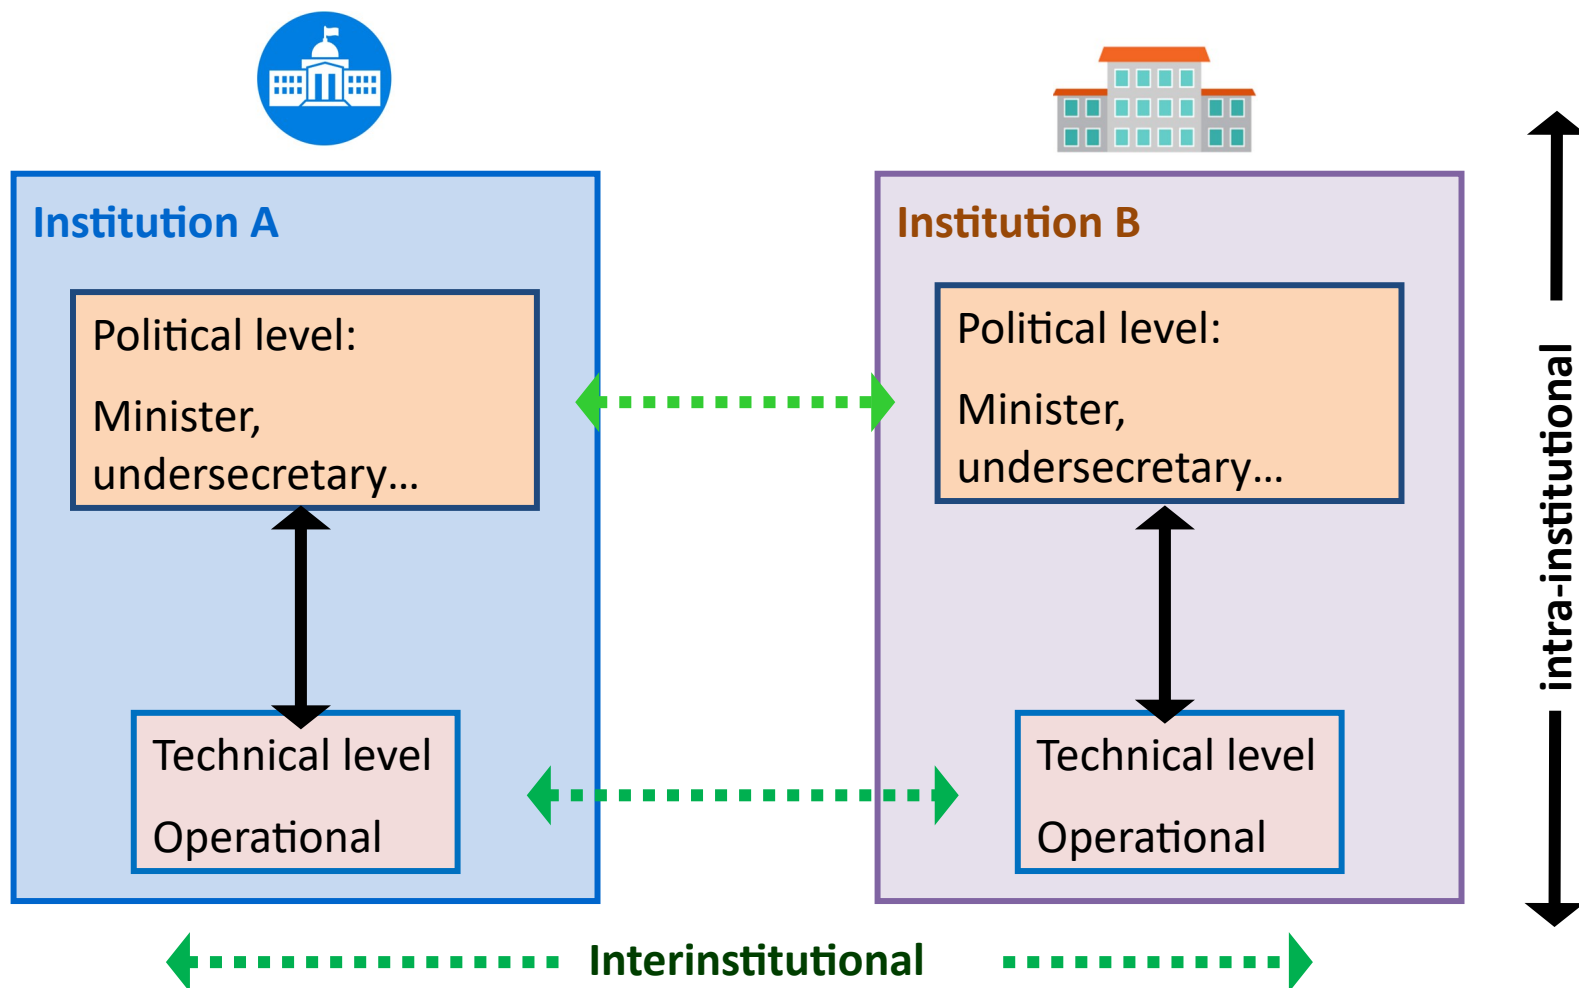 Institution A
Political level:
Minister,
undersecretary…
Technical level
Operational
Institution B
Political level:
Minister,
undersecretary…
Technical level
Operational
intra-institutional
Interinstitutional